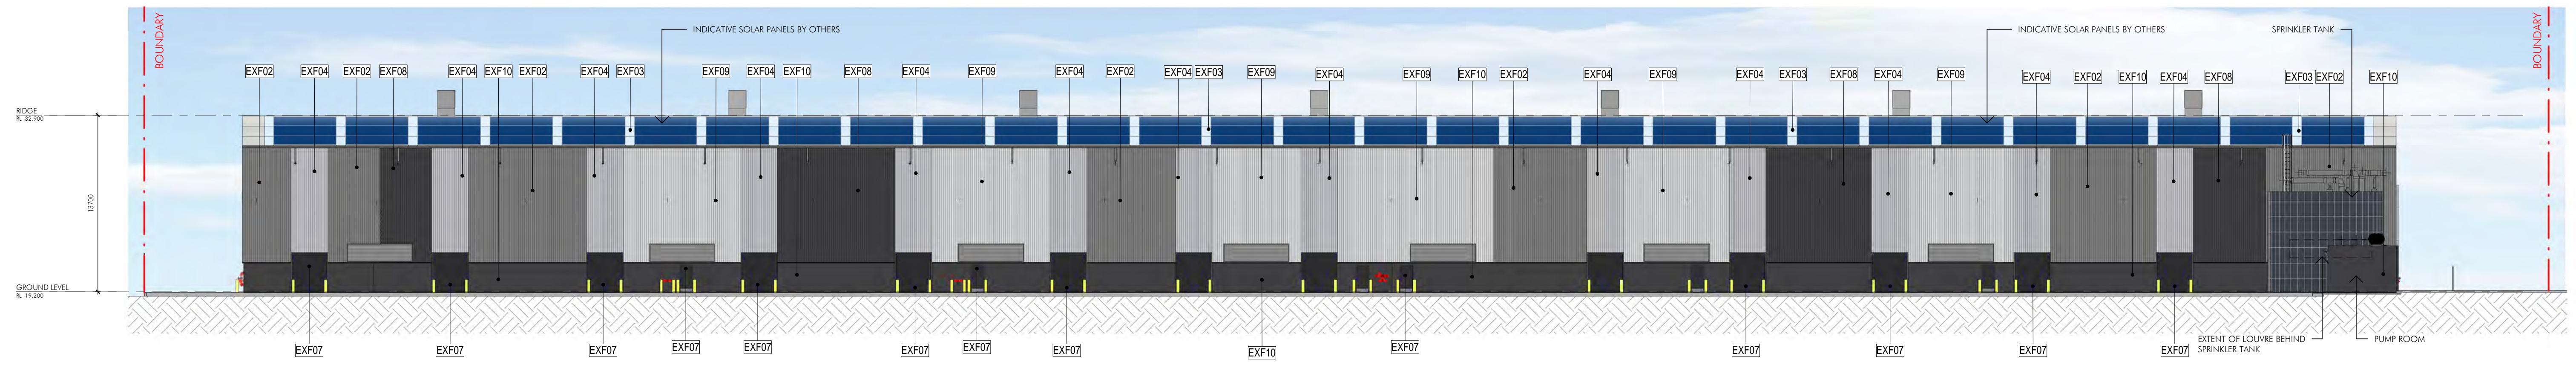 BOUNDARY
INDICATIVE SOLAR PANELS BY OTHERS
INDICATIVE SOLAR PANELS BY OTHERS
SPRINKLER TANK
BOUNDARY
EXF02
EXF04
EXF02
EXF08
EXF04
EXF10
EXF02
EXF04
EXF03
EXF09
EXF04
EXF10
EXF08
EXF04
EXF09
EXF04
EXF02
EXF04
EXF03
EXF09
EXF04
EXF09
EXF10
EXF02
EXF04
EXF09
EXF04
EXF03
EXF08
EXF04
EXF09
EXF04
EXF02
EXF10
EXF04
EXF08
EXF03
EXF02
EXF10
RIDGE
RL 32.900
13700
GROUND LEVEL
RL 19.200
EXF07
EXF07
EXF07
EXF07
EXF07
EXF07
EXF07
EXF07
EXF10
EXF07
EXF07
EXF07
EXF07
EXF07
EXTENT OF LOUVRE BEHIND
SPRINKLER TANK
PUMP ROOM